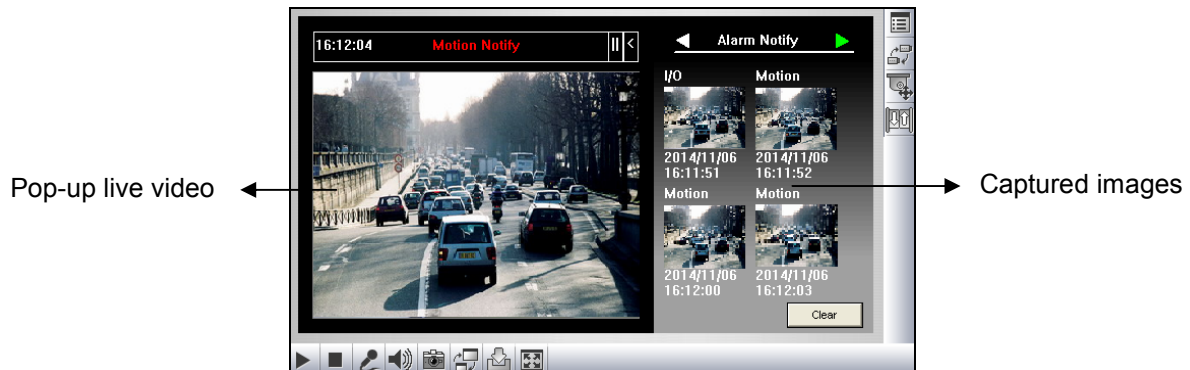 16:12:04 Motion Notify
Alarm Notify
I/O Motion
2014/11/06 2014/11/06
16:11:51 16:11:52
Motion Motion
2014/11/06 2014/11/06
16:12:00 16:12:03
Clear
Pop-up live video
Captured images